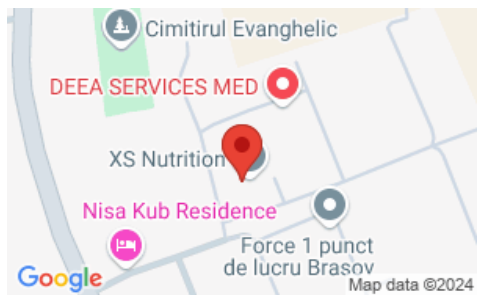 Cimitirul Evanghelic
DEEA SERVICES MED
XS Nutrition
Nisa Kub Residence
Force 1 punct
de lucru Brasov
Google
Map data ©2024